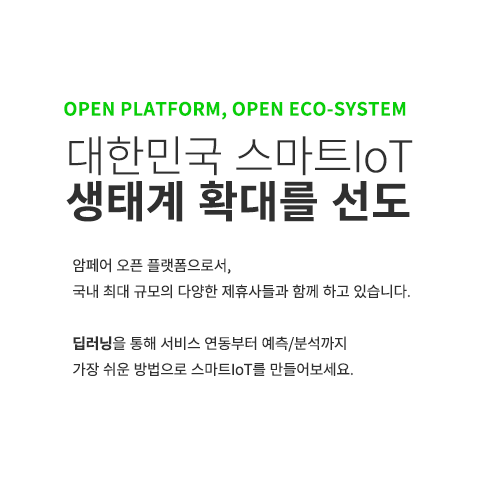 OPEN PLATFORM, OPEN ECO-SYSTEM
대한민국 스마트IoT
생태계 확대를 선도
암페어 오픈 플랫폼으로서,
국내 최대 규모의 다양한 제휴사들과 함께 하고 있습니다.
딥러닝을 통해 서비스 연동부터 예측/분석까지
가장 쉬운 방법으로 스마트IoT를 만들어보세요.